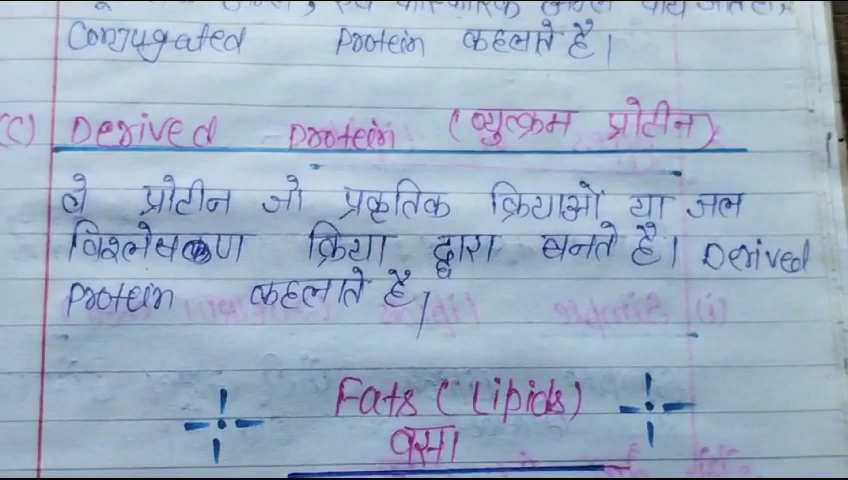 Conjugated Protein कहलाते है।
(C) Derived protein (व्युत्क्रम प्रोटीन)
वे प्रोटीन जो प्रकृतिक क्रियाओं या जल
विश्लेषण क्रिया द्वारा बनते है। Derived
protein कहलाते है।
Fats (Lipids)
वसा